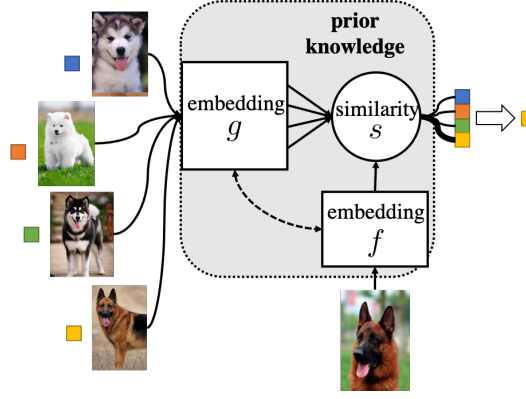 prior
knowledge
embedding
g
similarity
s
embedding
f